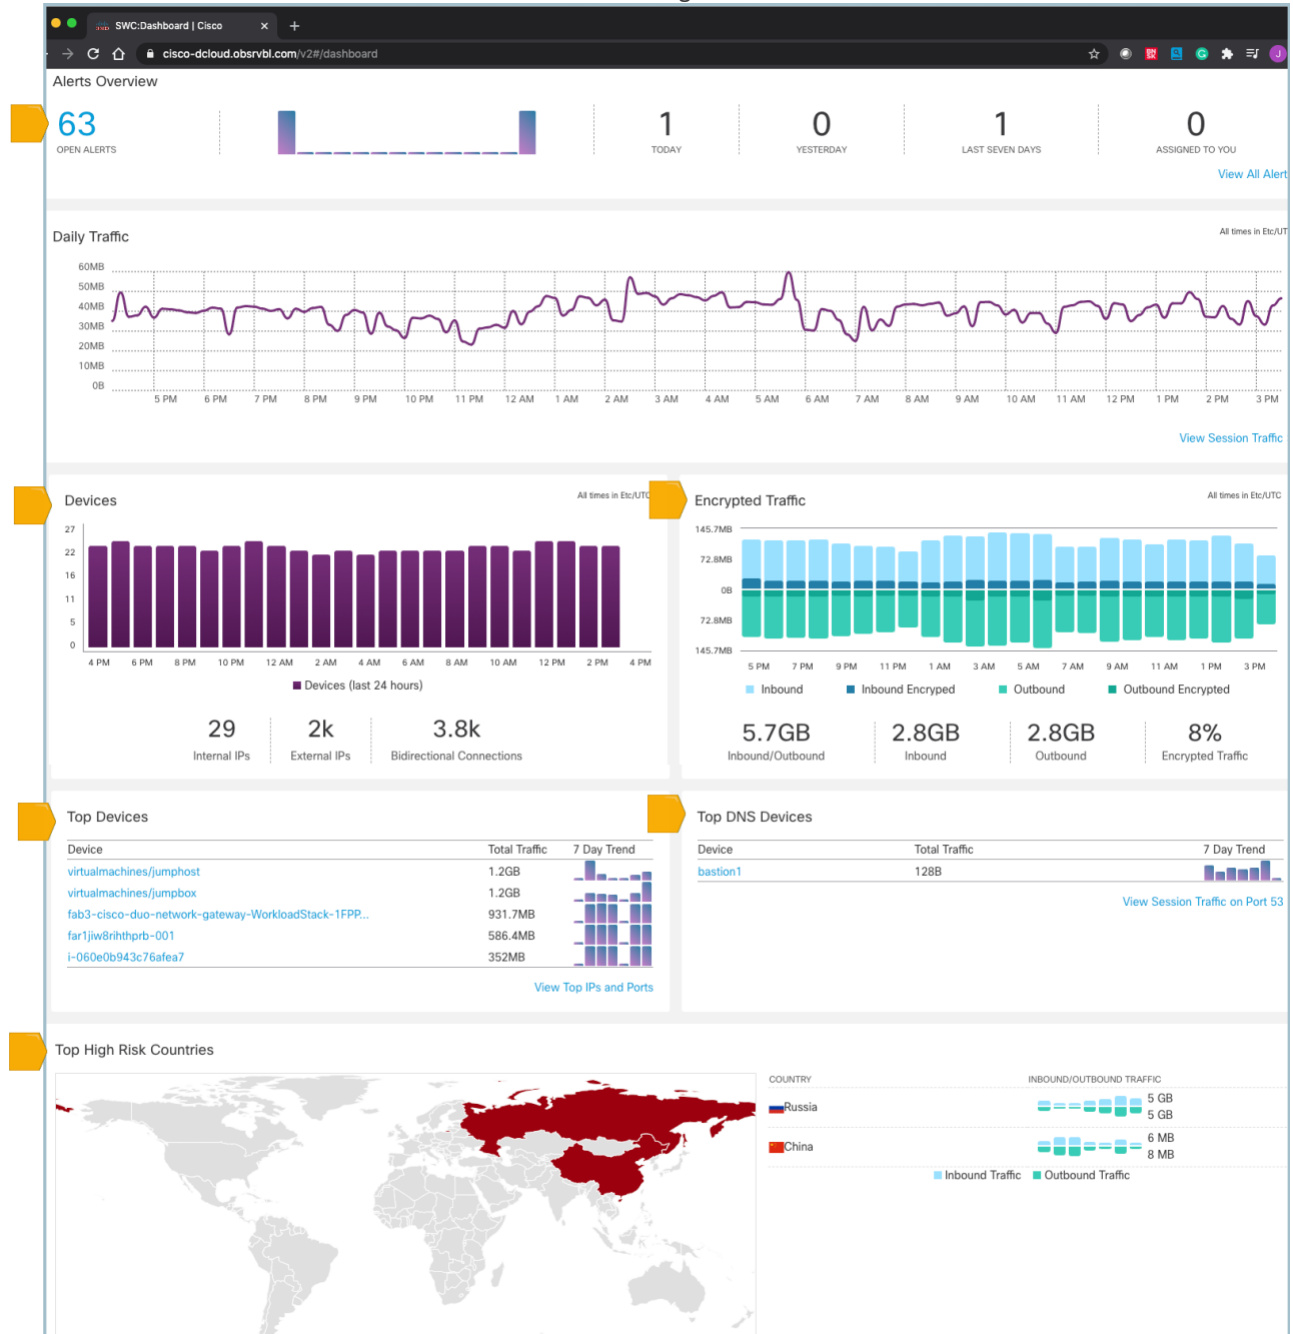 SWC:Dashboard | Cisco
cisco-dcloud.obsrvbl.com/v2#/dashboard
Alerts Overview
63
OPEN ALERTS
1
TODAY
0
YESTERDAY
1
LAST SEVEN DAYS
0
ASSIGNED TO YOU
View All Alert
Daily Traffic
All times in Etc/UT
60MB
50MB
40MB
30MB
20MB
10MB
0B
5 PM 6 PM 7 PM 8 PM 9 PM 10 PM 11 PM 12 AM 1 AM 2 AM 3 AM 4 AM 5 AM 6 AM 7 AM 8 AM 9 AM 10 AM 11 AM 12 PM 1 PM 2 PM 3 PM
View Session Traffic
Devices
All times in Etc/UTC
27
22
16
11
5
0
4 PM 6 PM 8 PM 10 PM 12 AM 2 AM 4 AM 6 AM 8 AM 10 AM 12 PM 2 PM 4 PM
Devices (last 24 hours)
29
Internal IPs
2k
External IPs
3.8k
Bidirectional Connections
Encrypted Traffic
All times in Etc/UTC
145.7MB
72.8MB
0B
72.8MB
145.7MB
5 PM 7 PM 9 PM 11 PM 1 AM 3 AM 5 AM 7 AM 9 AM 11 AM 1 PM 3 PM
Inbound Inbound Encryped Outbound Outbound Encrypted
5.7GB
Inbound/Outbound
2.8GB
Inbound
2.8GB
Outbound
8%
Encrypted Traffic
Top Devices
Device Total Traffic 7 Day Trend
virtualmachines/jumphost 1.2GB
virtualmachines/jumpbox 1.2GB
fab3-cisco-duo-network-gateway-WorkloadStack-1FPP... 931.7MB
far1jiw8rihthprb-001 586.4MB
i-060e0b943c76afea7 352MB
View Top IPs and Ports
Top DNS Devices
Device Total Traffic 7 Day Trend
bastion1 128B
View Session Traffic on Port 53
Top High Risk Countries
COUNTRY INBOUND/OUTBOUND TRAFFIC
Russia 5 GB
5 GB
China 6 MB
8 MB
Inbound Traffic Outbound Traffic